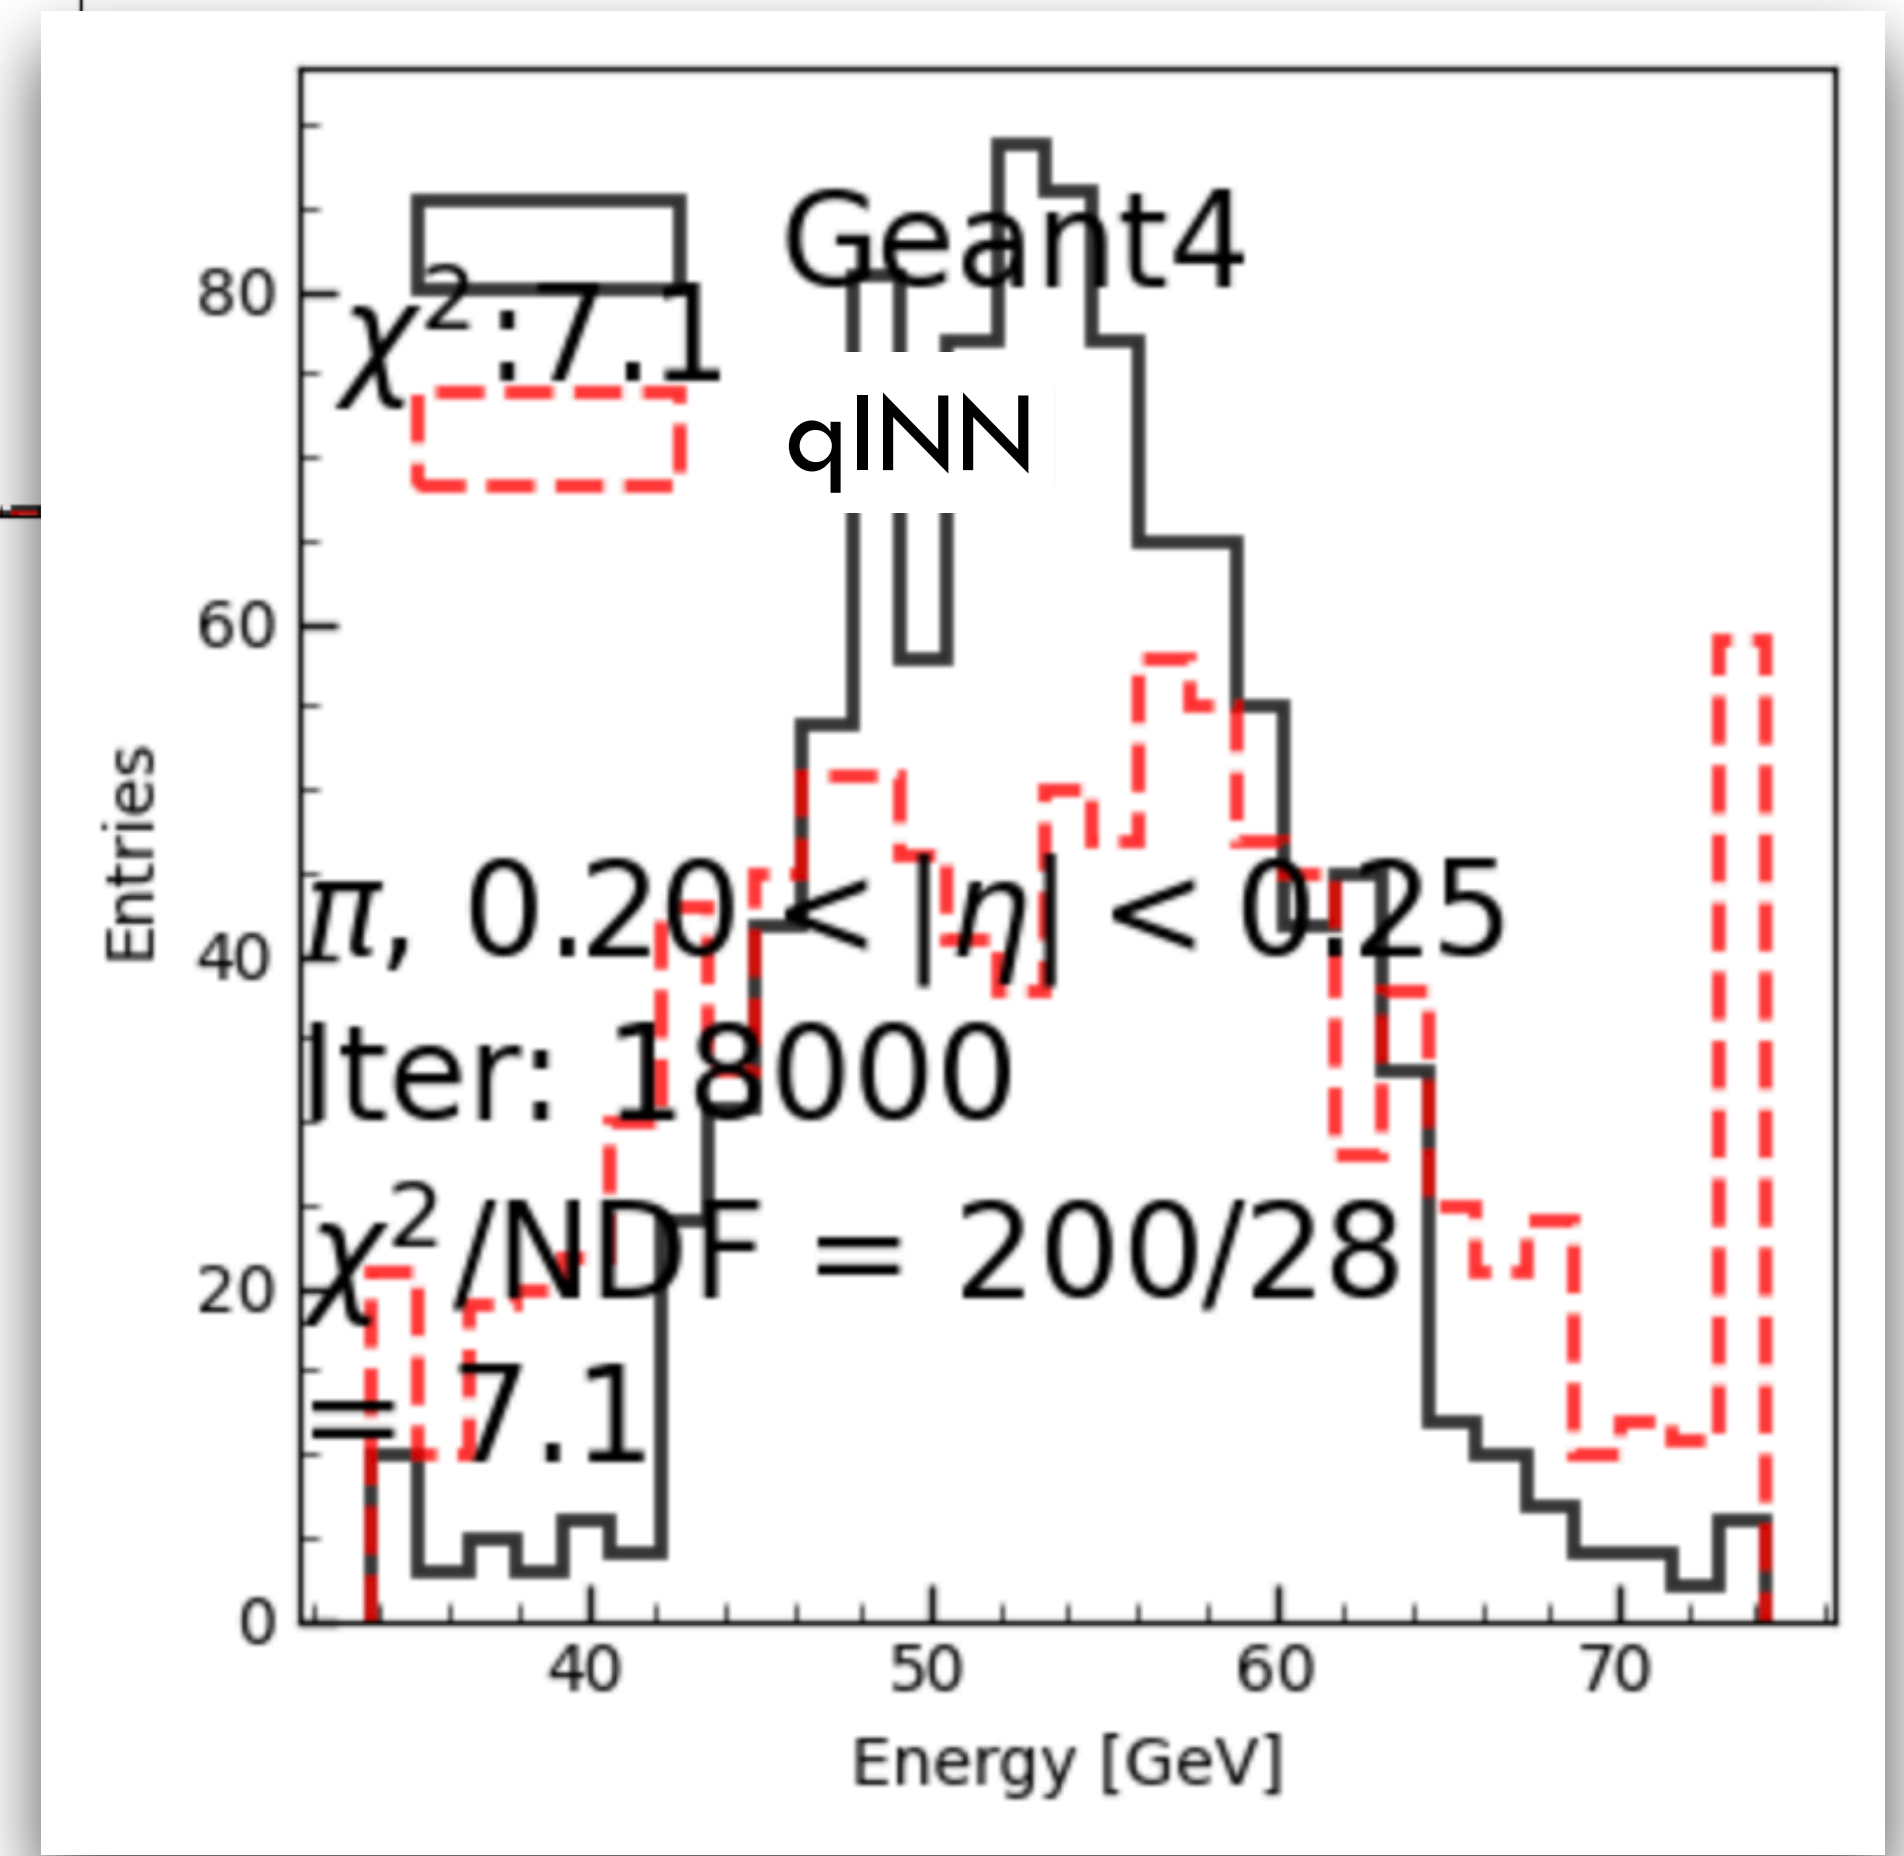 Geant4
χ²:7.1
qINN
80
60
40
20
0
Entries
π, 0.20 < |η| < 0.25
Iter: 18000
χ²/NDF = 200/28
= 7.1
40 50 60 70
Energy [GeV]